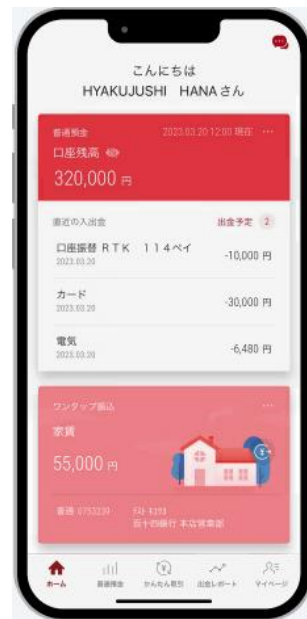 こんにちは
HYAKUJUSHI HANAさん
普通預金 2023.03.20 12:00 現在 …
口座残高
320,000 円
直近の入出金 出金予定 2
口座振替 RTK 114ペイ -10,000 円
2023.03.20
カード -30,000 円
2023.03.20
電気 -6,480 円
2023.03.20
ワンタップ振込 …
家賃
55,000 円
普通 0753239
百十四銀行 本店営業部
ホーム 普通預金 かんたん取引 出金レポート マイページ